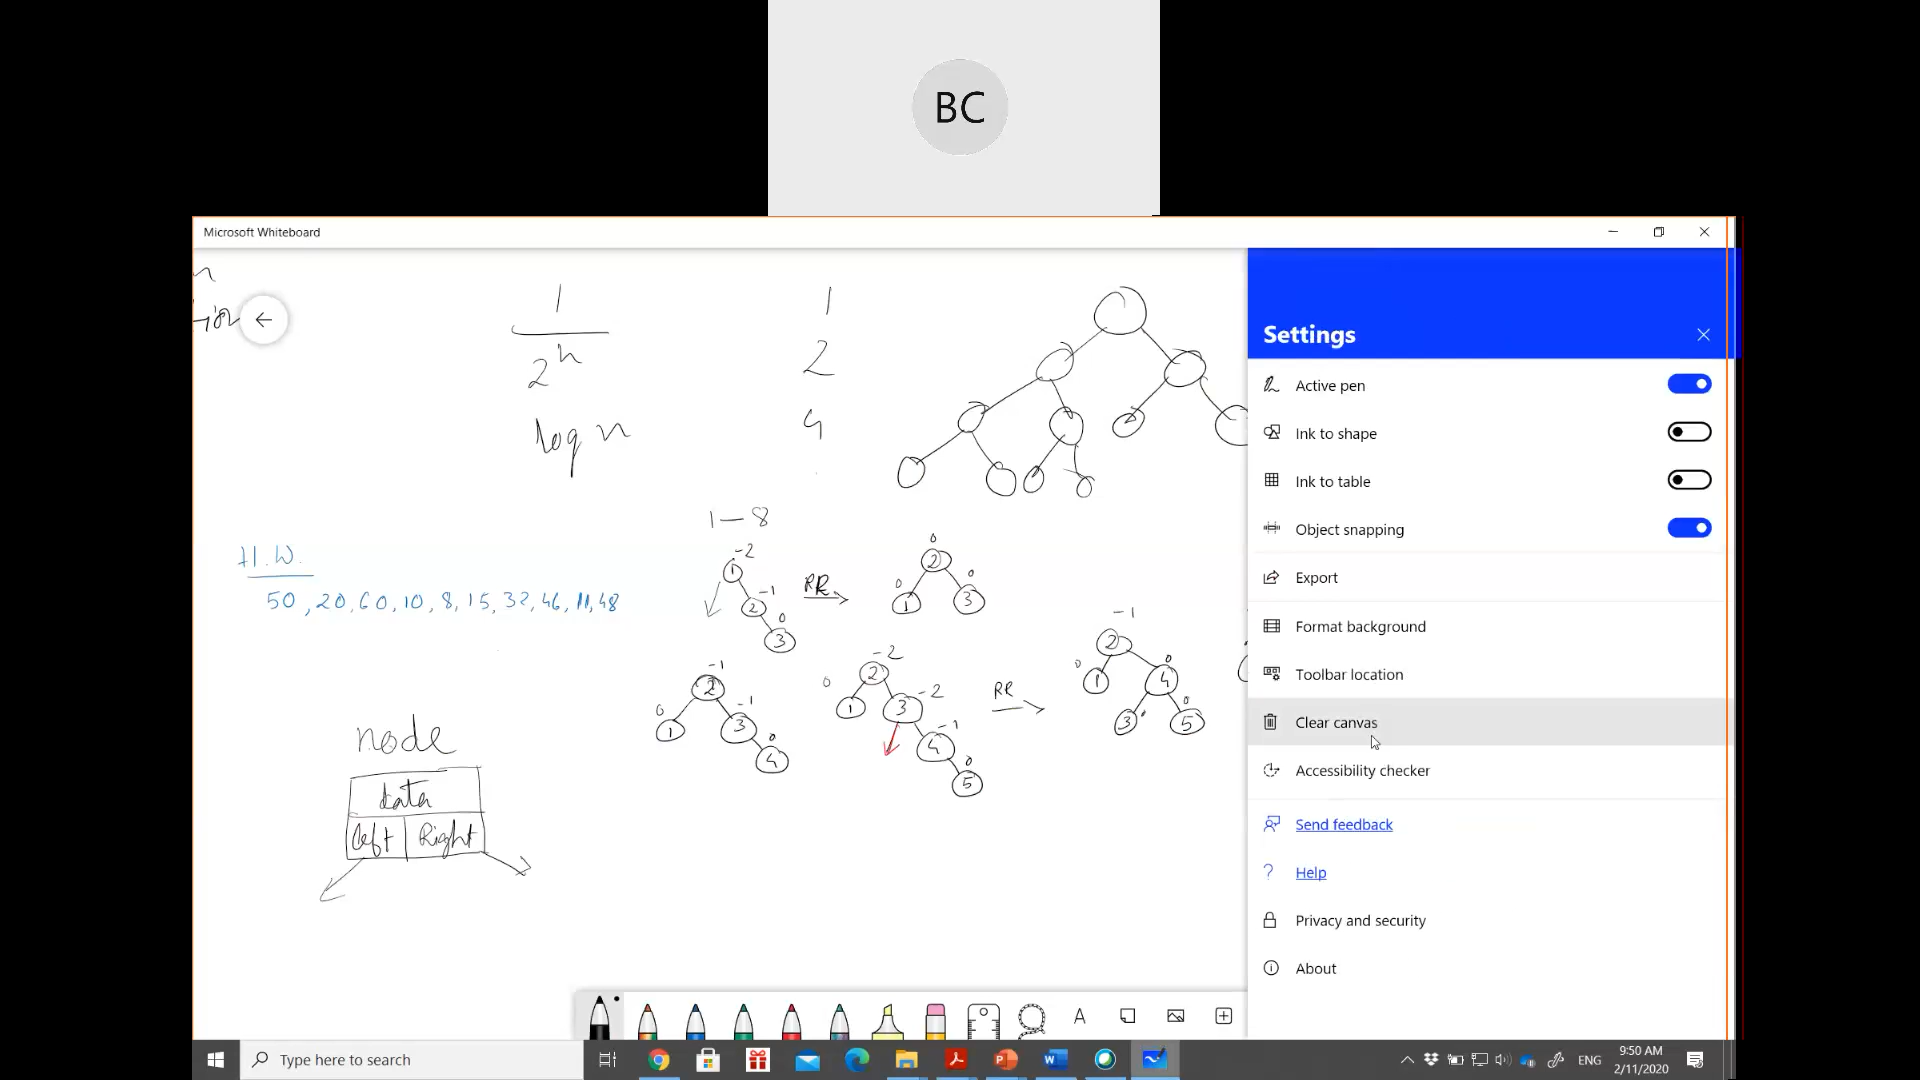 BC
Microsoft Whiteboard
1
2^h
log n
1
2
4
H.W.
50, 20, 60, 10, 8, 15, 32, 46, 11, 48
1 — 8
-2
1
-1
2
0
3
RR
0
2
0
1
0
3
-1
2
0
1
-1
3
0
4
-2
2
0
1
-2
3
-1
4
0
5
RR
-1
2
0
1
0
4
3
0
0
5
node
data
left
Right
Settings
Active pen
Ink to shape
Ink to table
Object snapping
Export
Format background
Toolbar location
Clear canvas
Accessibility checker
Send feedback
Help
Privacy and security
About
Type here to search
ENG
9:50 AM
2/11/2020